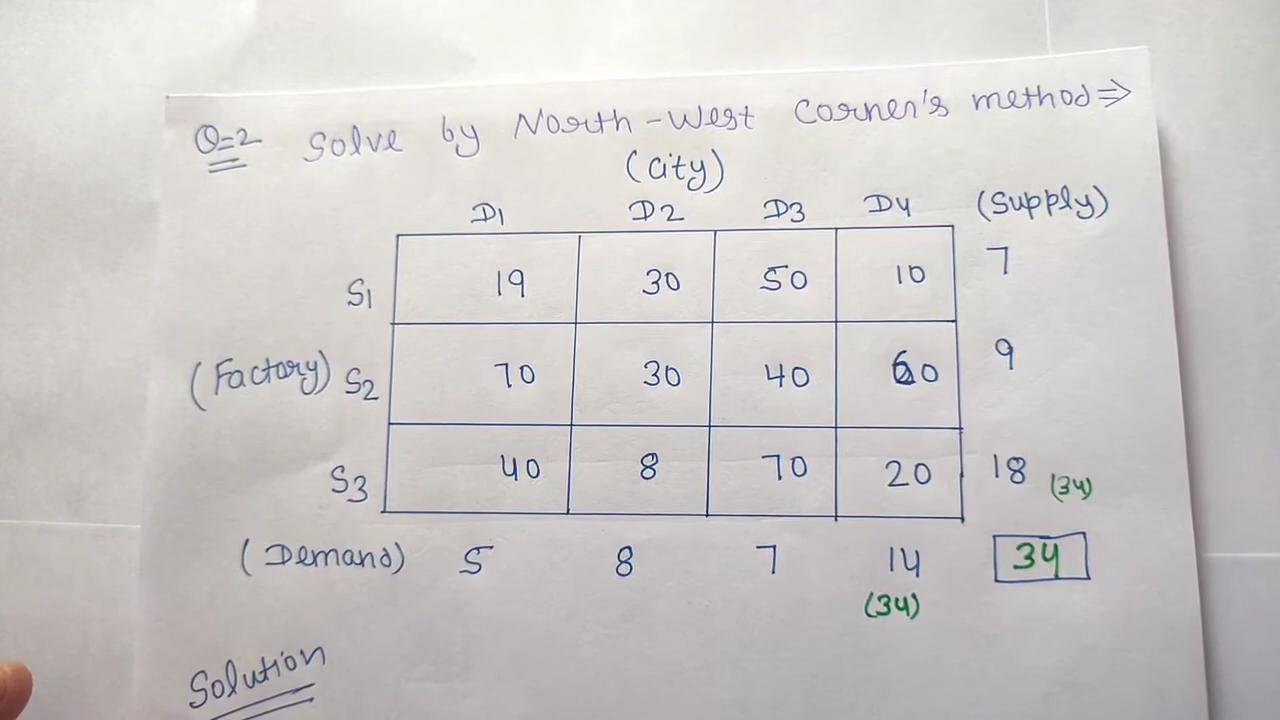 Q=2 Solve by North-West Corner's method⇒
(City)
D1 D2 D3 D4 (Supply)
S1 19 30 50 10 7
(Factory) S2 70 30 40 60 9
S3 40 8 70 20 18 (34)
(Demand) 5 8 7 14 34
(34)
Solution